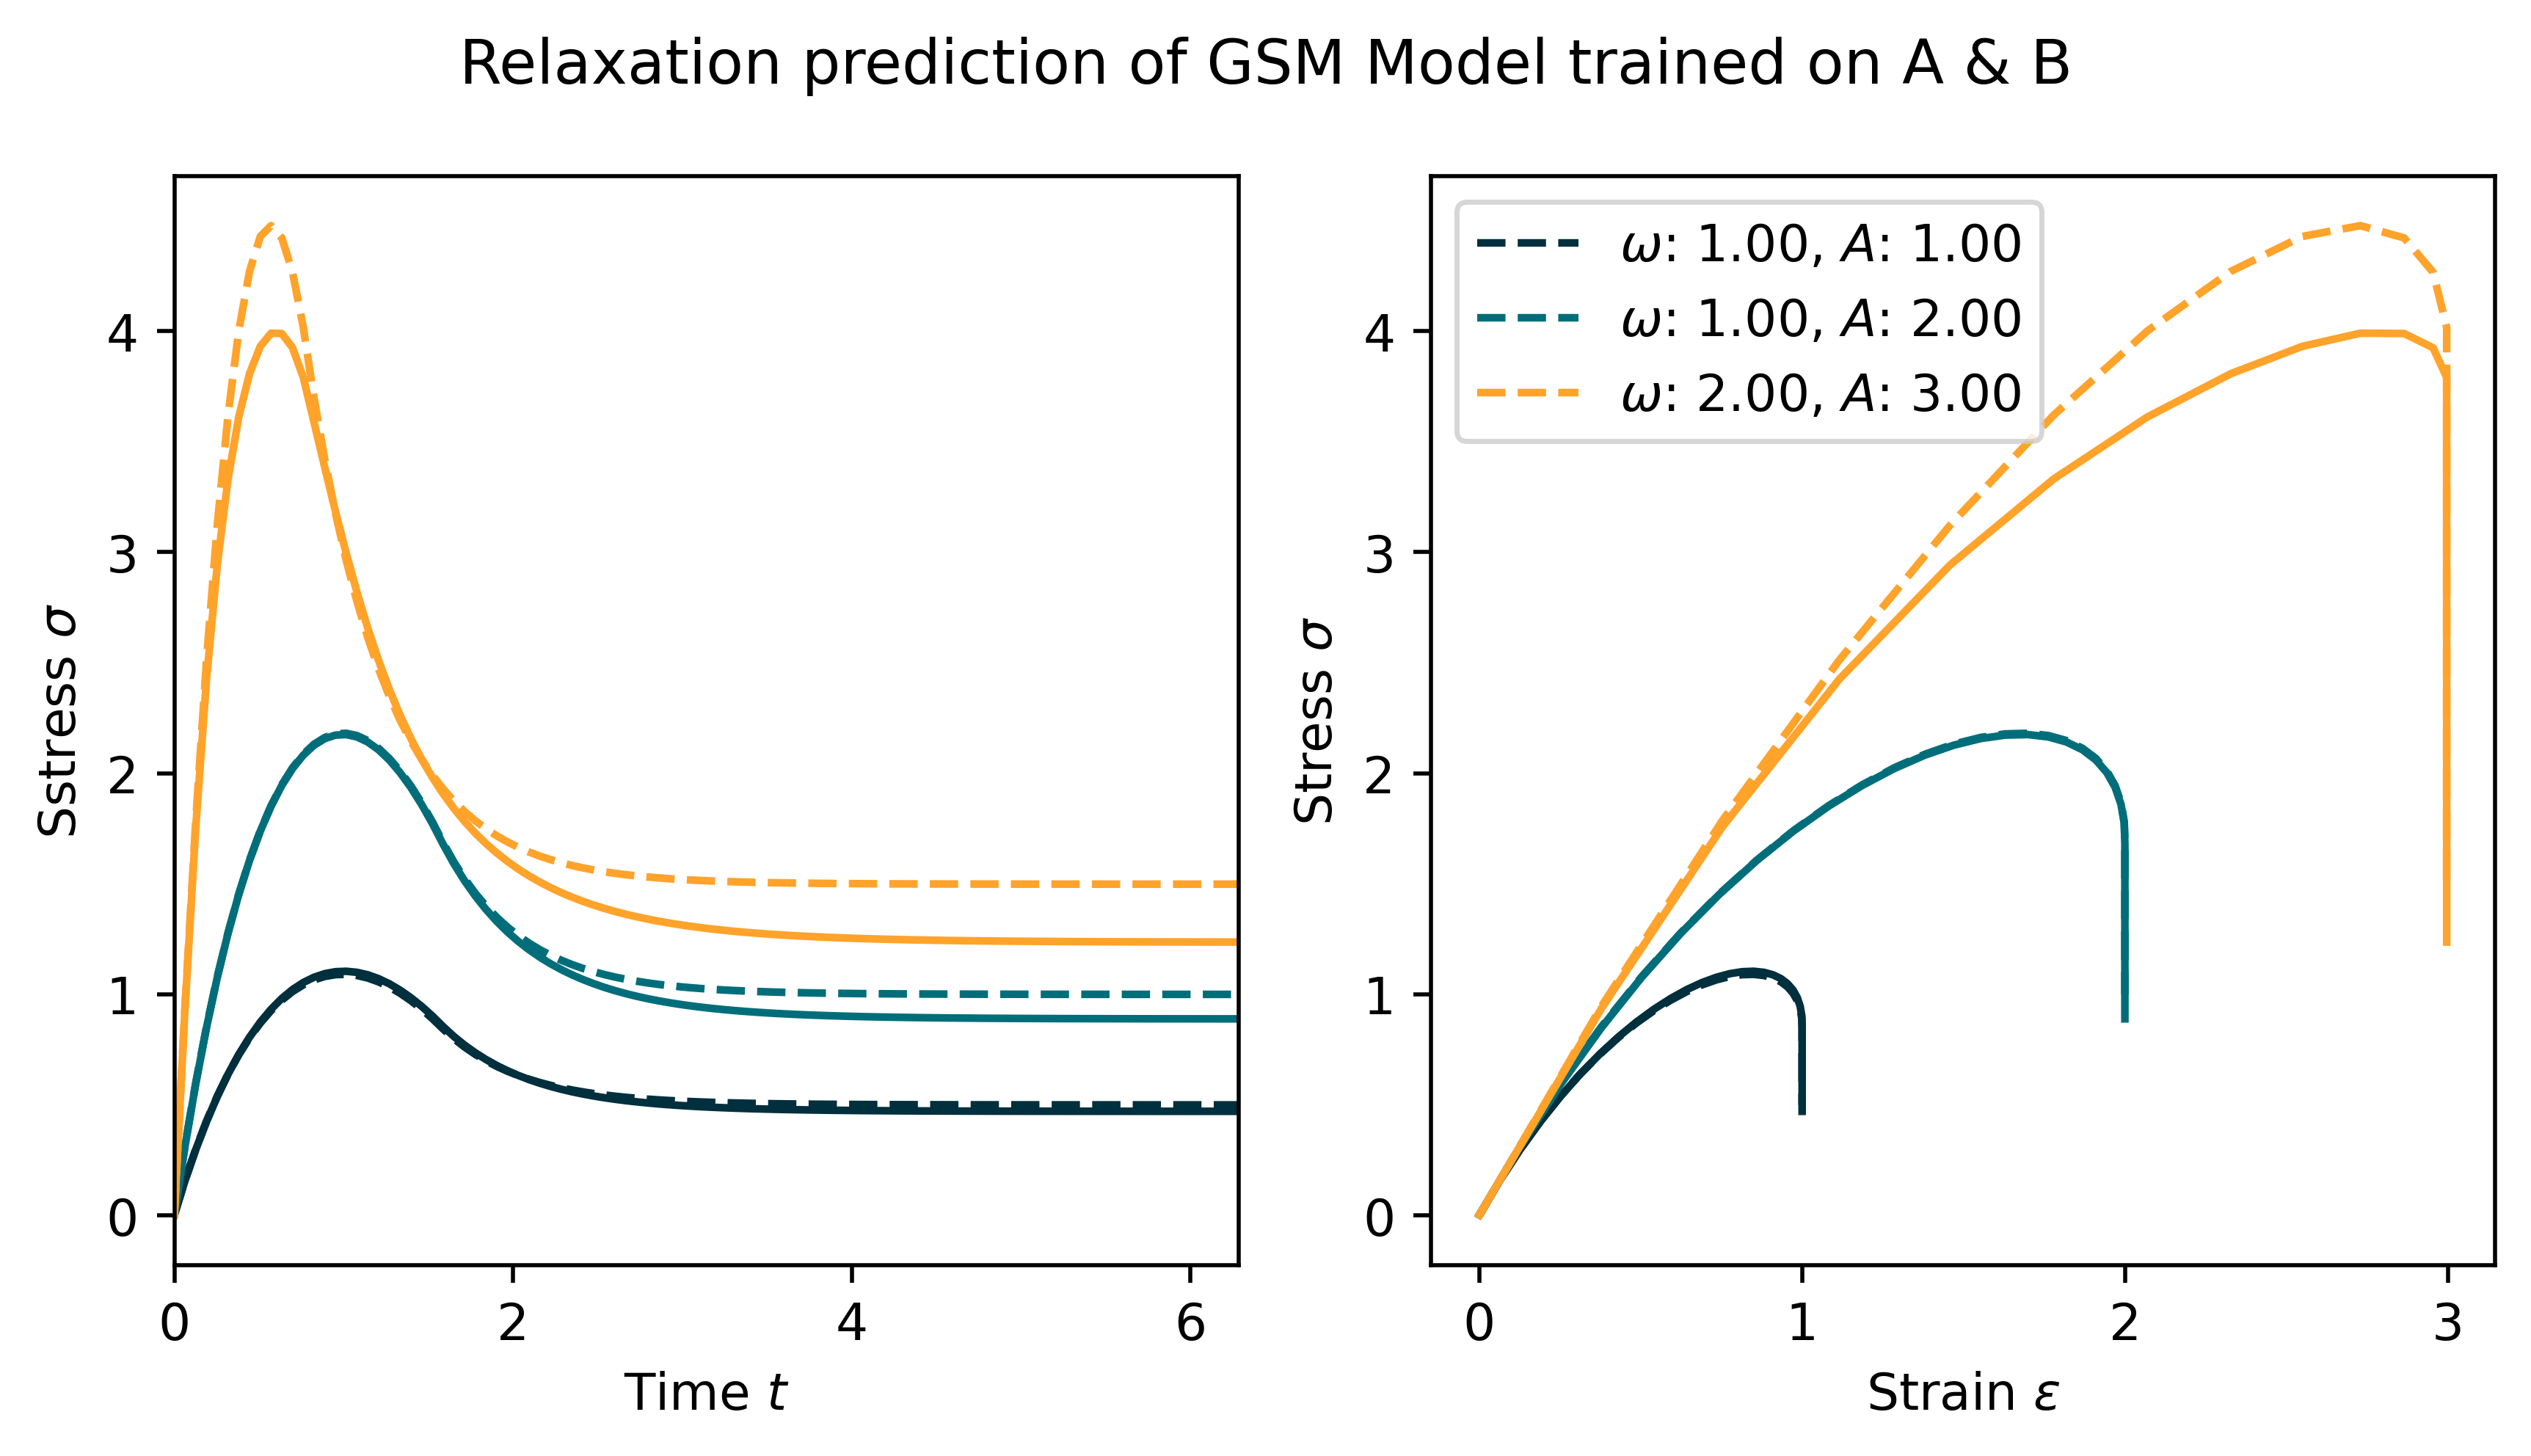 Relaxation prediction of GSM Model trained on A & B
Sstress σ
4
3
2
1
0
0 2 4 6
Time t
Stress σ
4
3
2
1
0
0 1 2 3
Strain ε
ω: 1.00, A: 1.00
ω: 1.00, A: 2.00
ω: 2.00, A: 3.00